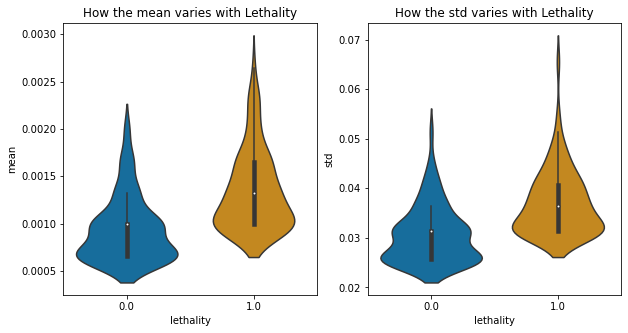 How the mean varies with Lethality
0.0030
0.0025
0.0020
0.0015
0.0010
0.0005
mean
0.0
1.0
lethality
How the std varies with Lethality
0.07
0.06
0.05
0.04
0.03
0.02
std
0.0
1.0
lethality